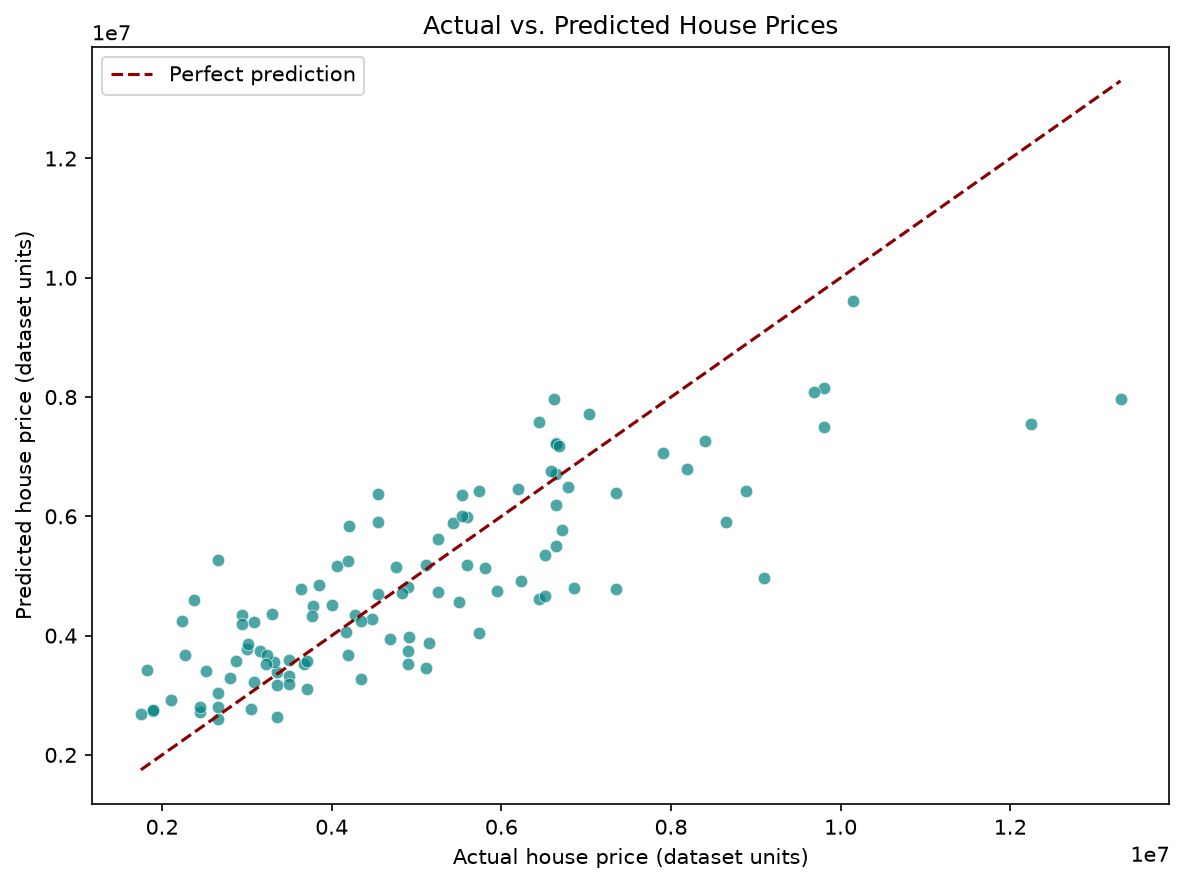 Actual vs. Predicted House Prices
1e7
Perfect prediction
1.2
1.0
0.8
0.6
0.4
0.2
Predicted house price (dataset units)
0.2 0.4 0.6 0.8 1.0 1.2
1e7
Actual house price (dataset units)